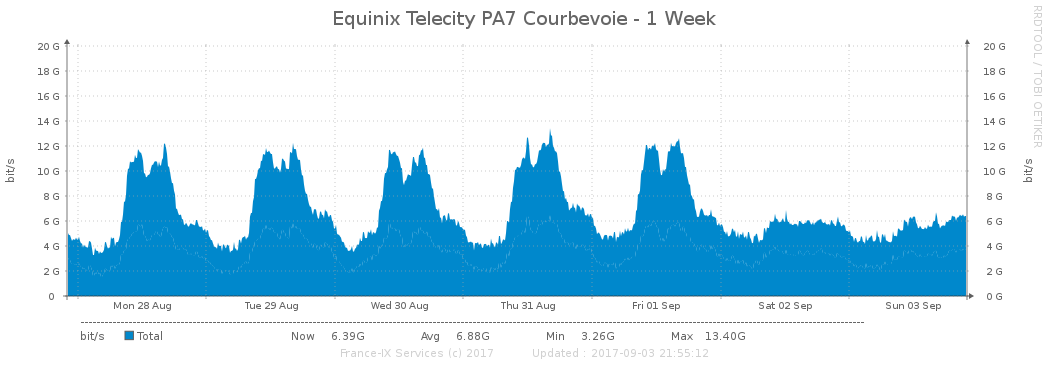 Equinix Telecity PA7 Courbevoie - 1 Week
RRDTOOL / TOBI OETIKER
bit/s
20 G
18 G
16 G
14 G
12 G
10 G
8 G
6 G
4 G
2 G
0
20 G
18 G
16 G
14 G
12 G
10 G
8 G
6 G
4 G
2 G
0 G
bit/s
Mon 28 Aug Tue 29 Aug Wed 30 Aug Thu 31 Aug Fri 01 Sep Sat 02 Sep Sun 03 Sep
bit/s Total Now 6.39G Avg 6.88G Min 3.26G Max 13.40G
France-IX Services (c) 2017 Updated : 2017-09-03 21:55:12